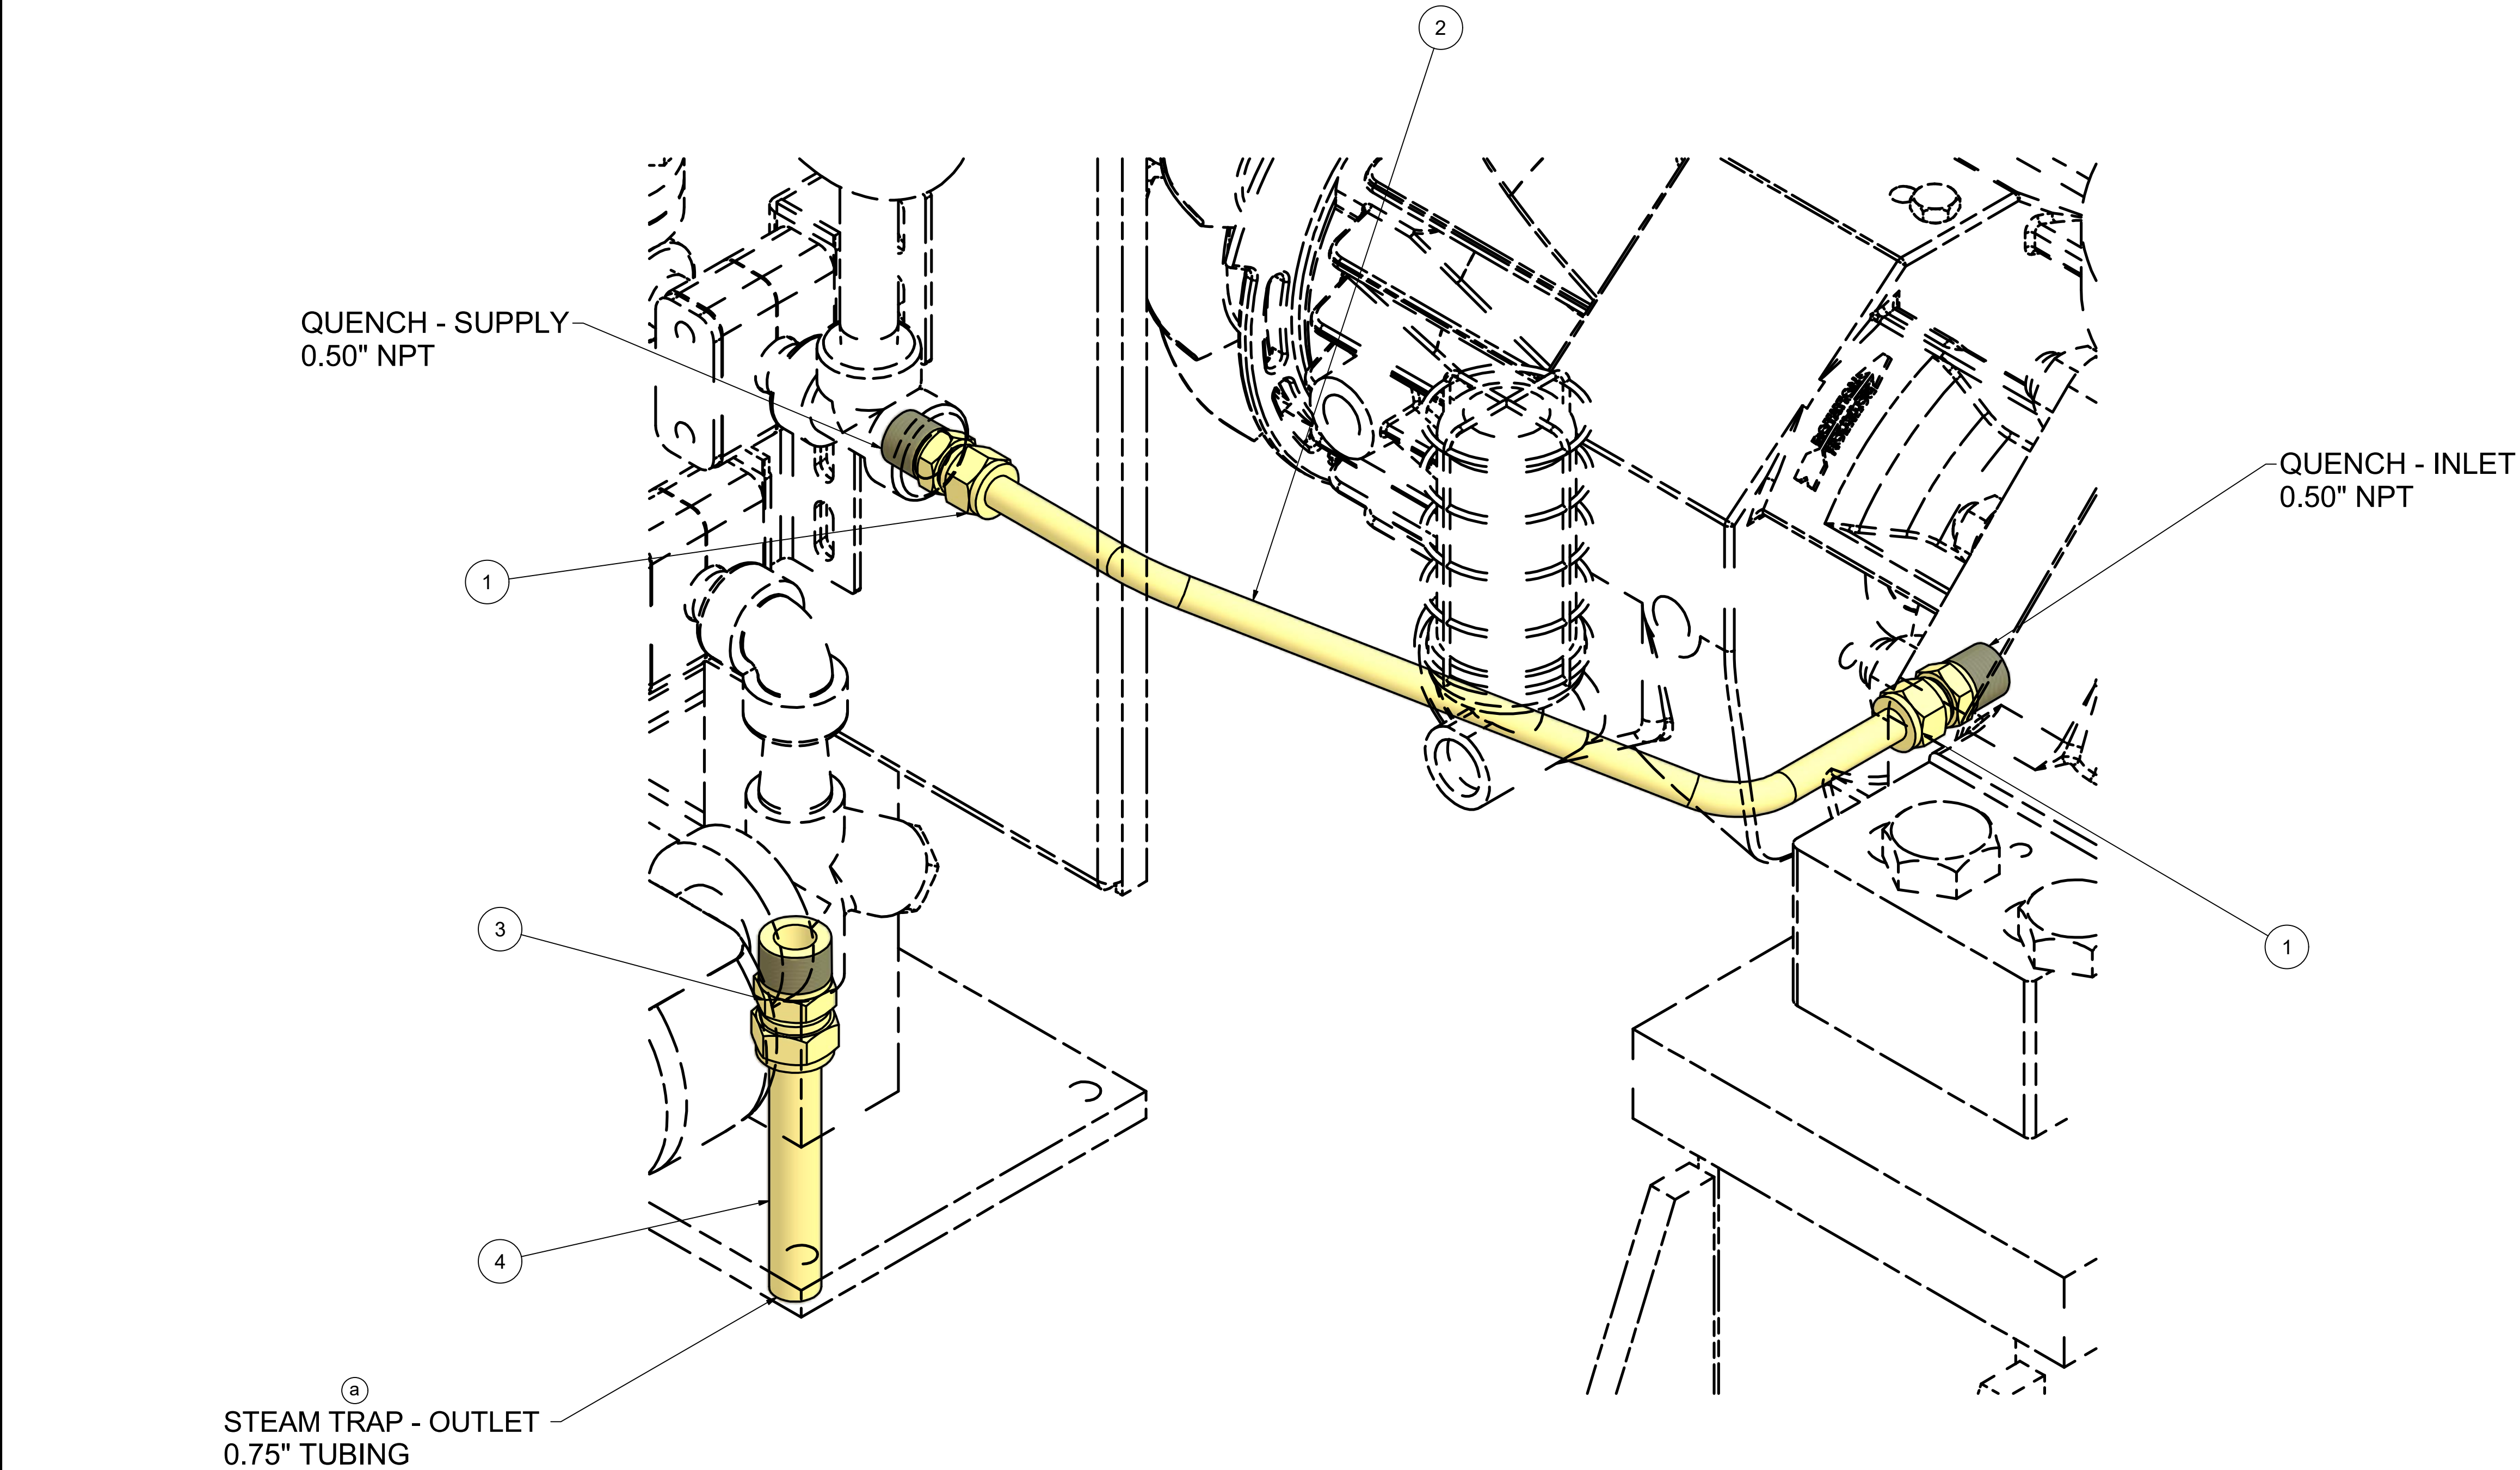 2
QUENCH - SUPPLY
0.50" NPT
QUENCH - INLET
0.50" NPT
1
3
1
4
a
STEAM TRAP - OUTLET
0.75" TUBING